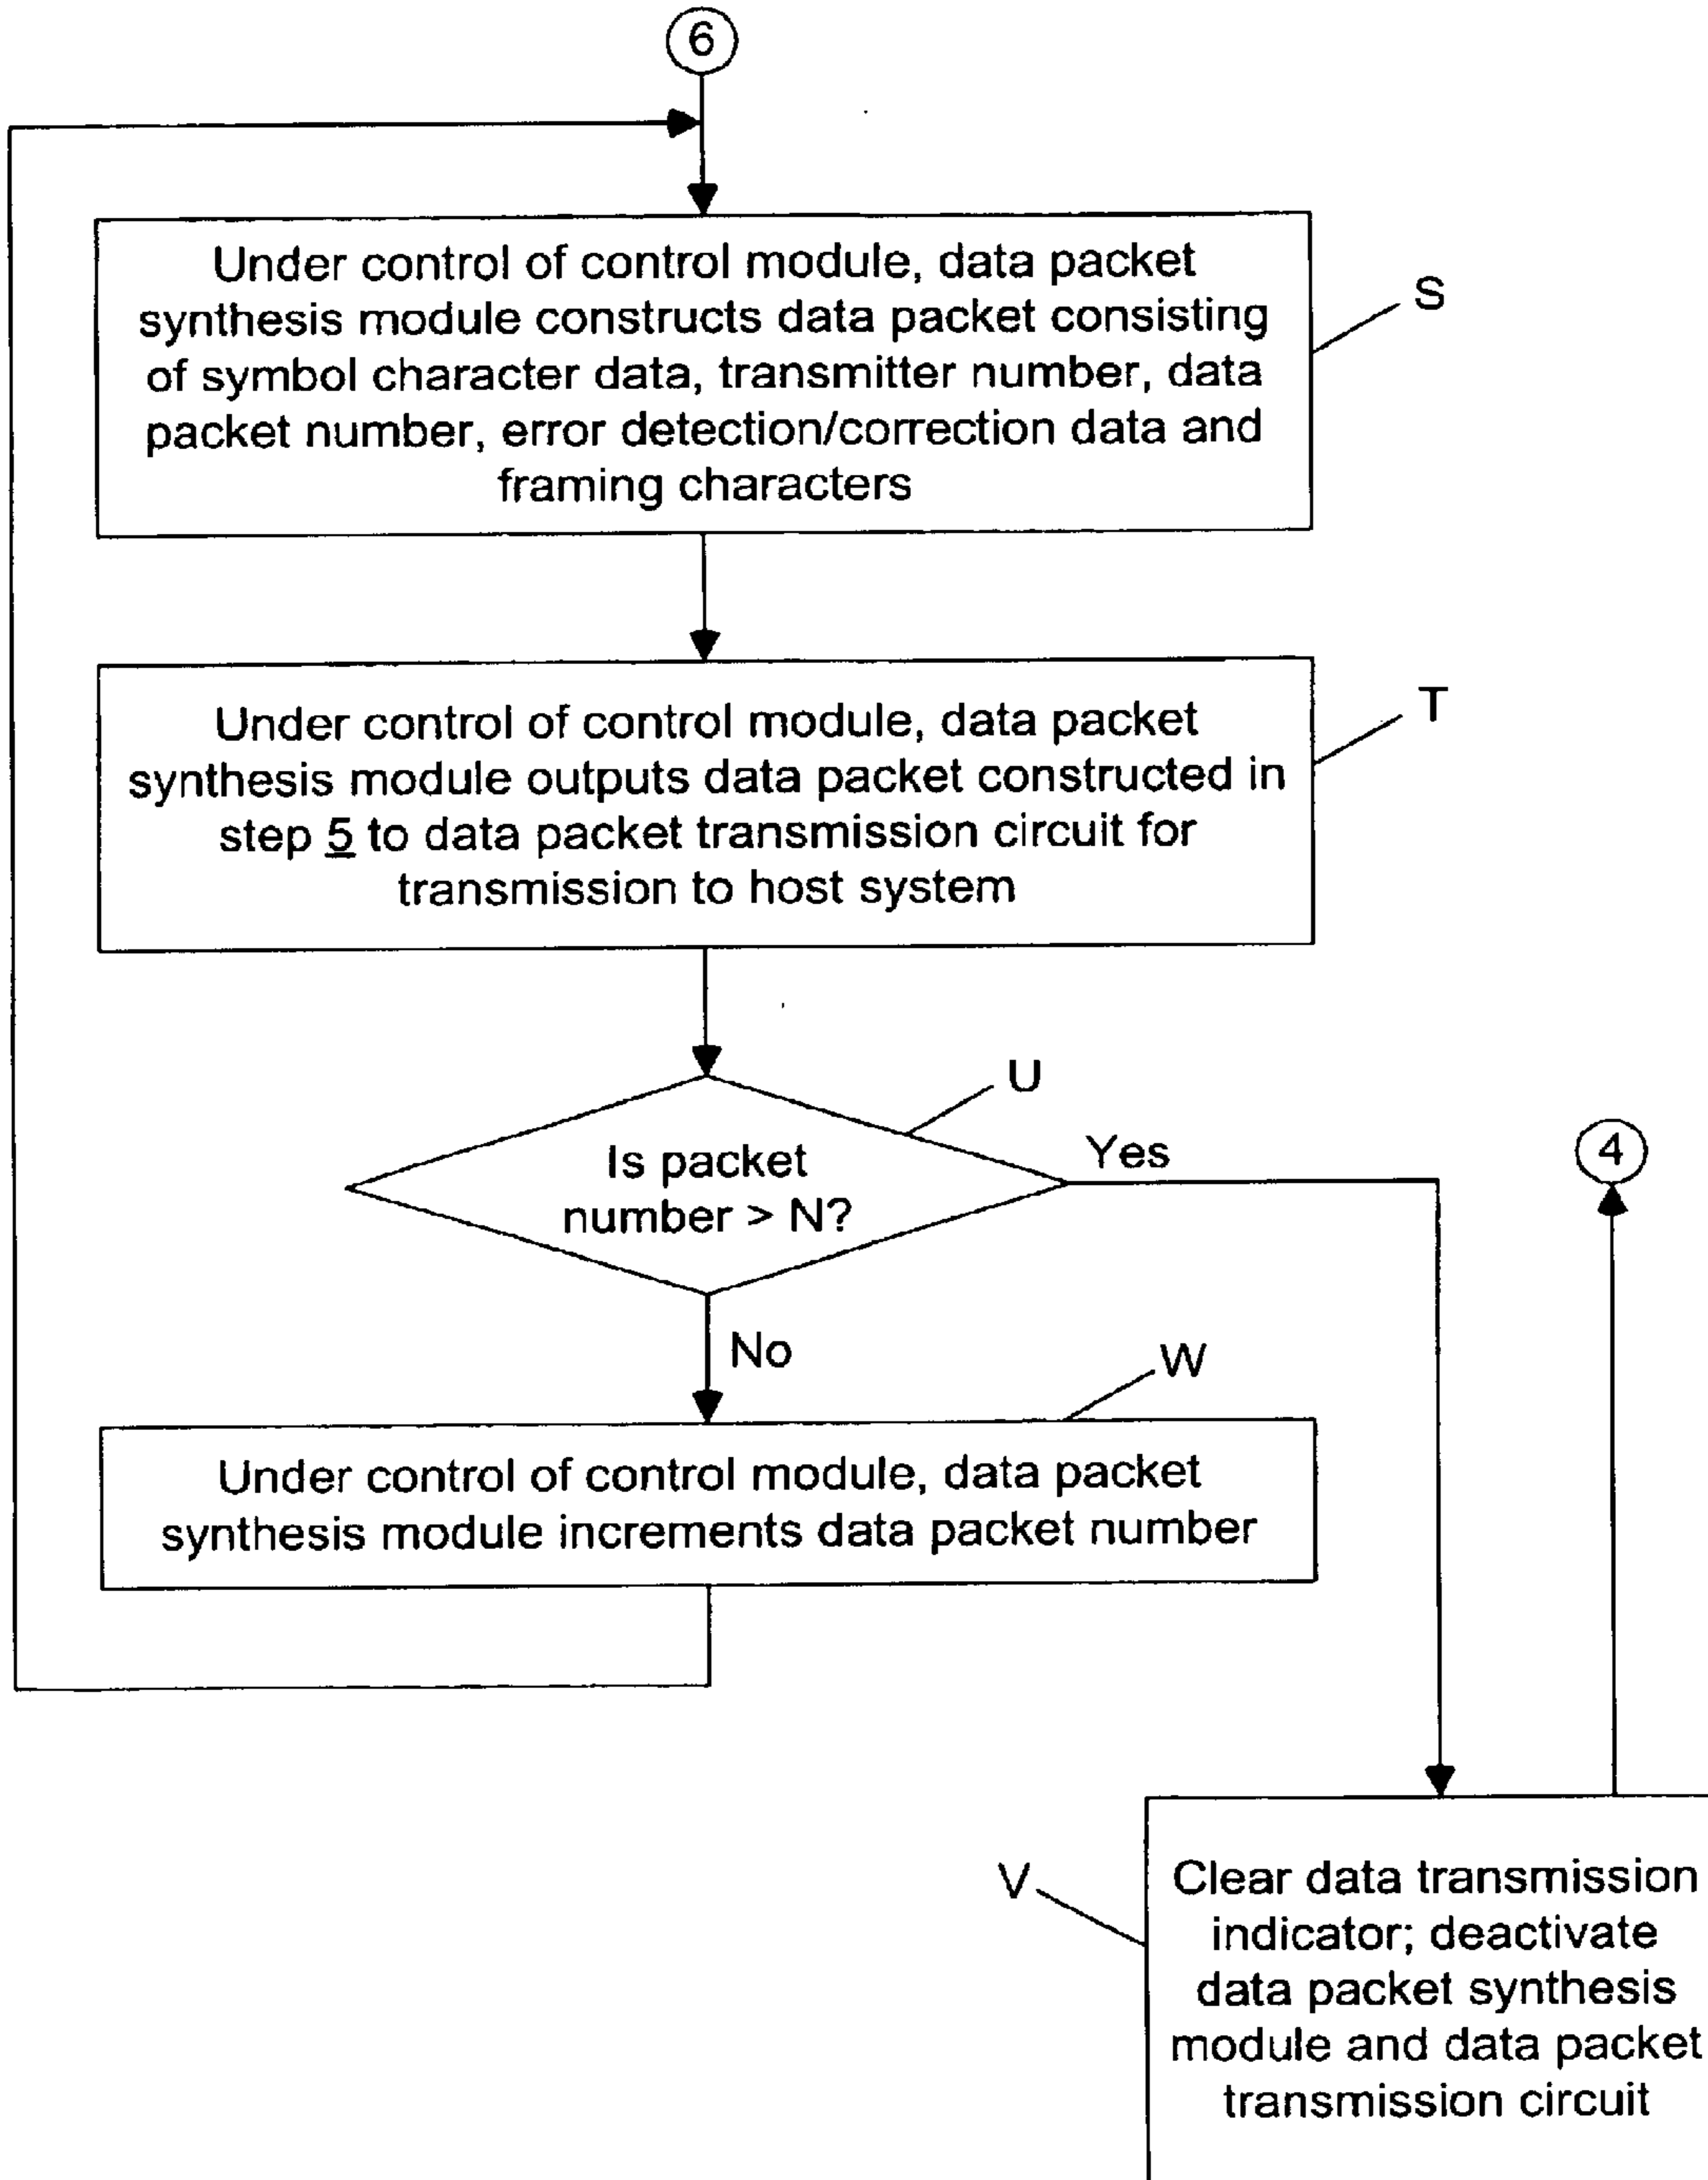 6
Under control of control module, data packet
synthesis module constructs data packet consisting
of symbol character data, transmitter number, data
packet number, error detection/correction data and
framing characters
S
Under control of control module, data packet
synthesis module outputs data packet constructed in
step 5 to data packet transmission circuit for
transmission to host system
T
U
Is packet
number > N?
Yes
4
No
W
Under control of control module, data packet
synthesis module increments data packet number
V
Clear data transmission
indicator; deactivate
data packet synthesis
module and data packet
transmission circuit